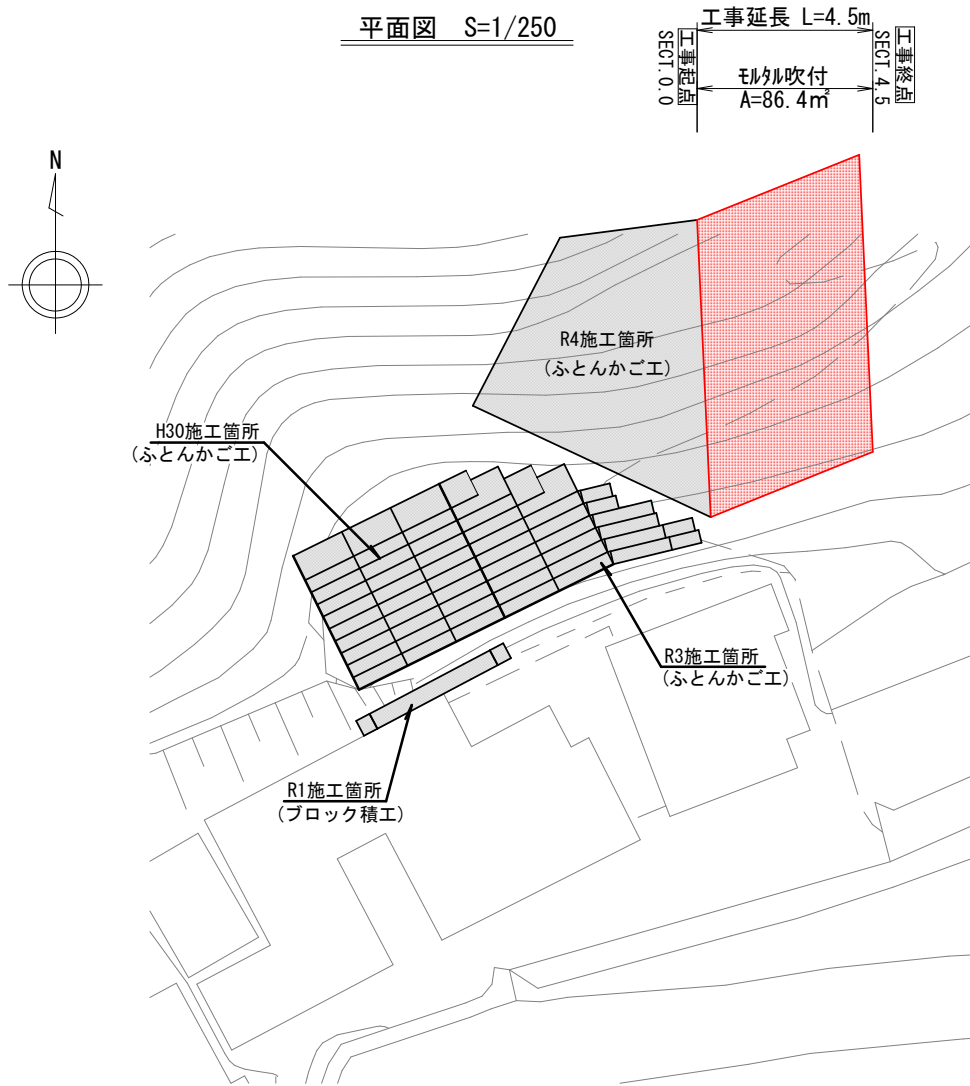 平面図 S=1/250
工事延長 L=4.5m
工事起点
SECT.0.0
工事終点
SECT.4.5
ﾓﾙﾀﾙ吹付
A=86.4㎡
N
R4施工箇所
(ふとんかご工)
H30施工箇所
(ふとんかご工)
R3施工箇所
(ふとんかご工)
R1施工箇所
(ブロック積工)